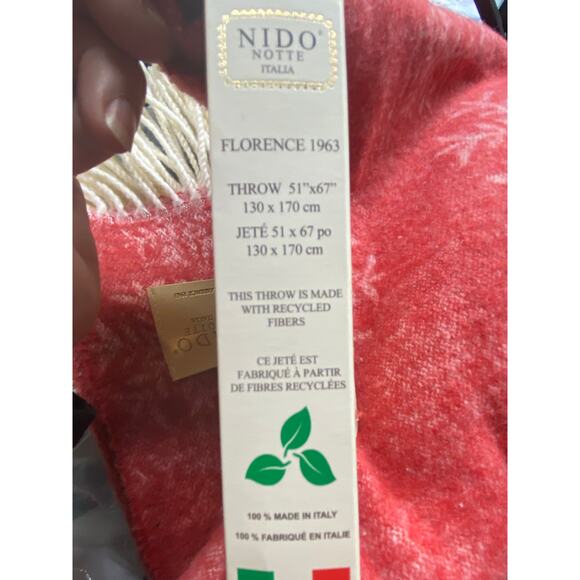 NIDO®
NOTTE
ITALIA
FLORENCE 1963
THROW 51"x67"
130 x 170 cm
JETÉ 51 x 67 po
130 x 170 cm
THIS THROW IS MADE
WITH RECYCLED
FIBERS
CE JETÉ EST
FABRIQUÉ À PARTIR
DE FIBRES RECYCLÉES
100 % MADE IN ITALY
100 % FABRIQUÉ EN ITALIE